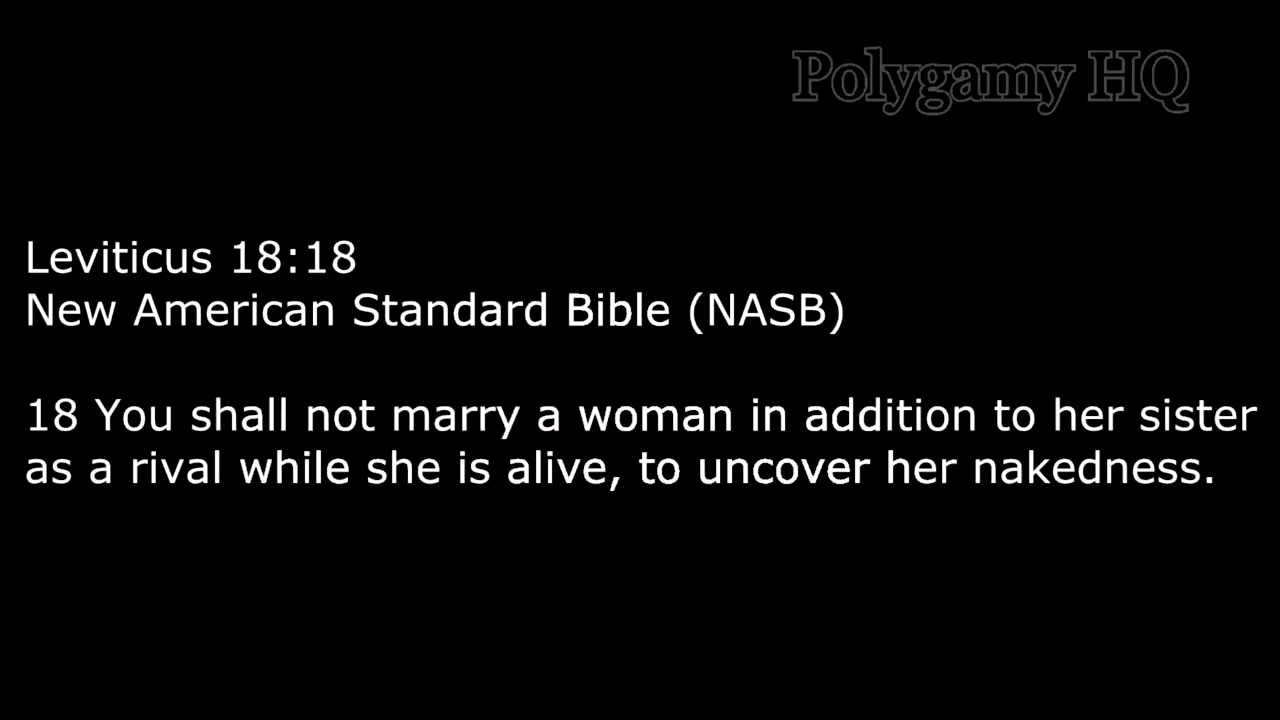 Polygamy HQ
Leviticus 18:18
New American Standard Bible (NASB)
18 You shall not marry a woman in addition to her sister
as a rival while she is alive, to uncover her nakedness.